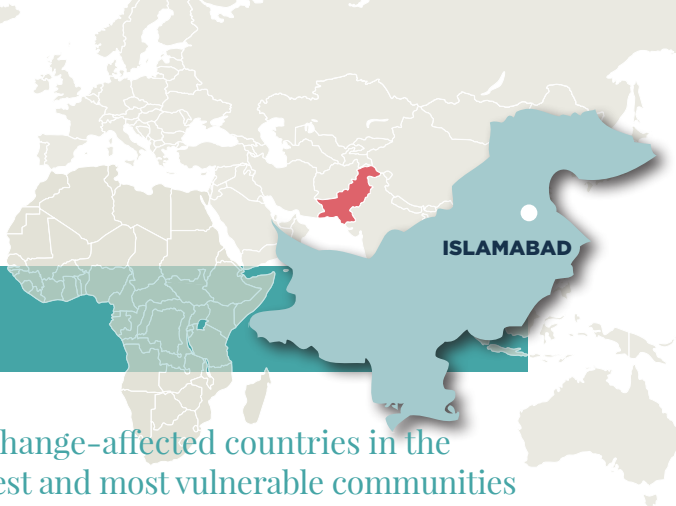 ISLAMABAD
hange-affected countries in the
est and most vulnerable communities